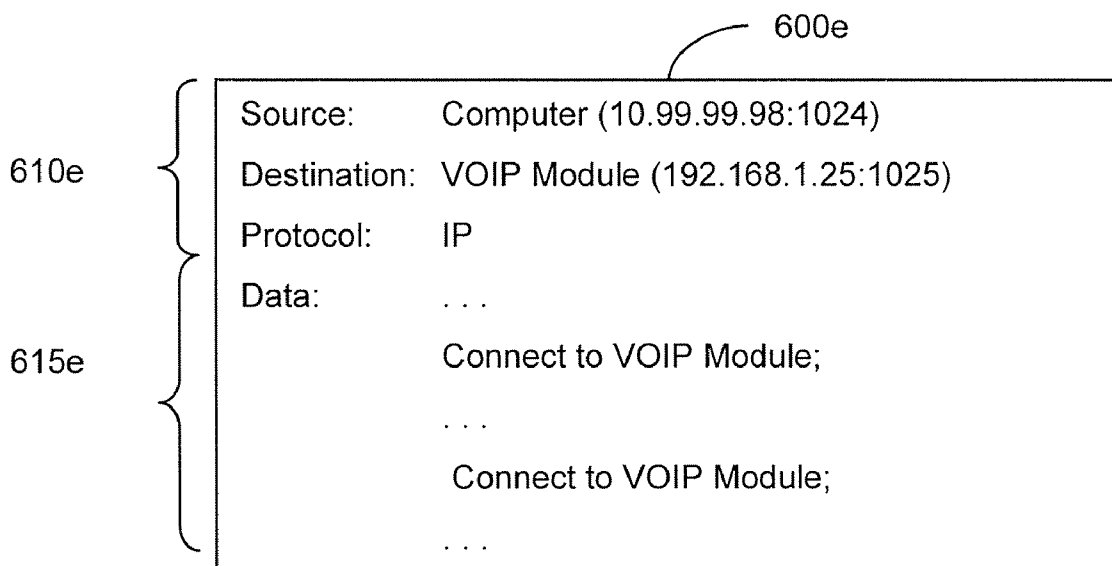 600e
610e
Source: Computer (10.99.99.98:1024)
Destination: VOIP Module (192.168.1.25:1025)
Protocol: IP
615e
Data: . . .
Connect to VOIP Module;
. . .
Connect to VOIP Module;
. . .